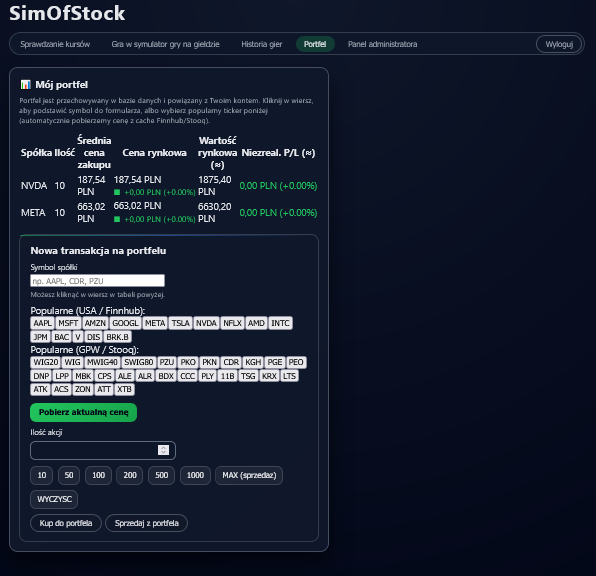 SimOfStock
Sprawdzanie kursów
Gra w symulator gry na giełdzie
Historia gier
Portfel
Panel administratora
Wyloguj
Mój portfel
Portfel jest przechowywany w bazie danych i powiązany z Twoim kontem. Kliknij w wiersz,
aby podstawić symbol do formularza, albo wybierz popularny ticker poniżej
(automatycznie pobierzemy cenę z cache Finnhub/Stooq).
Spółka Ilość Średnia cena zakupu Cena rynkowa Wartość rynkowa (≈) Niezreal. P/L (≈)
NVDA 10 187,54 PLN 187,54 PLN 1875,40 PLN 0,00 PLN (+0.00%)
+0,00 PLN (+0.00%)
META 10 663,02 PLN 663,02 PLN 6630,20 PLN 0,00 PLN (+0.00%)
+0,00 PLN (+0.00%)
Nowa transakcja na portfelu
Symbol spółki
np. AAPL, CDR, PZU
Możesz kliknąć w wiersz w tabeli powyżej.
Popularne (USA / Finnhub):
AAPL MSFT AMZN GOOGL META TSLA NVDA NFLX AMD INTC
JPM BAC V DIS BRK.B
Popularne (GPW / Stooq):
WIG20 WIG MWIG40 SWIG80 PZU PKO PKN CDR KGH PGE PEO
DNP LPP MBK CPS ALE ALR BDX CCC PLY 11B TSG KRX LTS
ATK ACS ZON ATT XTB
Pobierz aktualną cenę
Ilość akcji
10 50 100 200 500 1000 MAX (sprzedaż)
WYCZYSC
Kup do portfela Sprzedaj z portfela